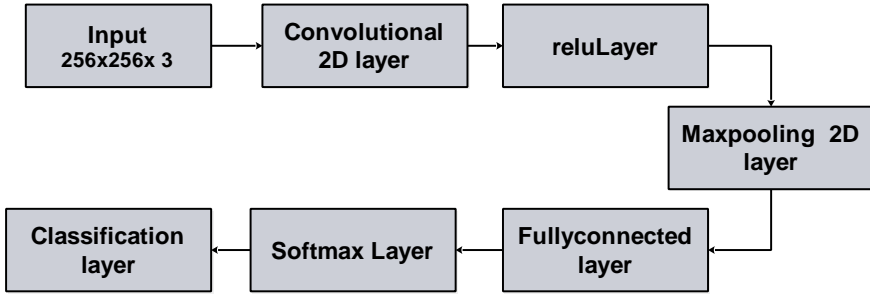 Input
256x256x 3
Convolutional
2D layer
reluLayer
Maxpooling 2D
layer
Fullyconnected
layer
Softmax Layer
Classification
layer